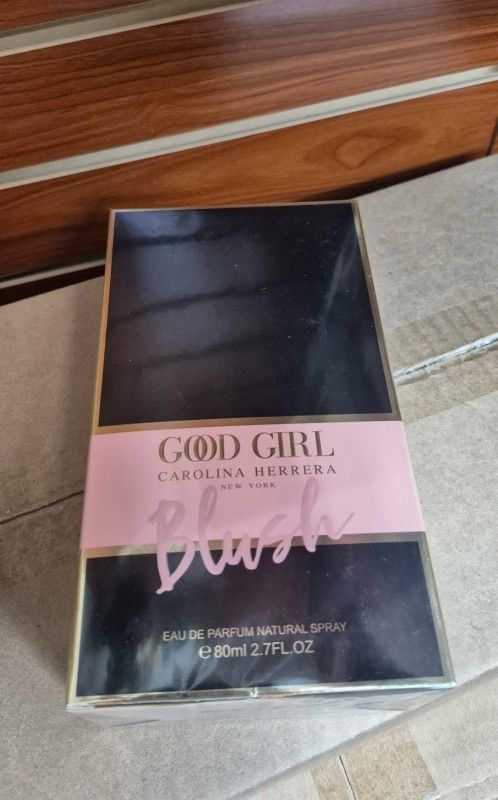 GOOD GIRL
CAROLINA HERRERA
NEW YORK
Blush
EAU DE PARFUM NATURAL SPRAY
℮80ml 2.7FL.OZ